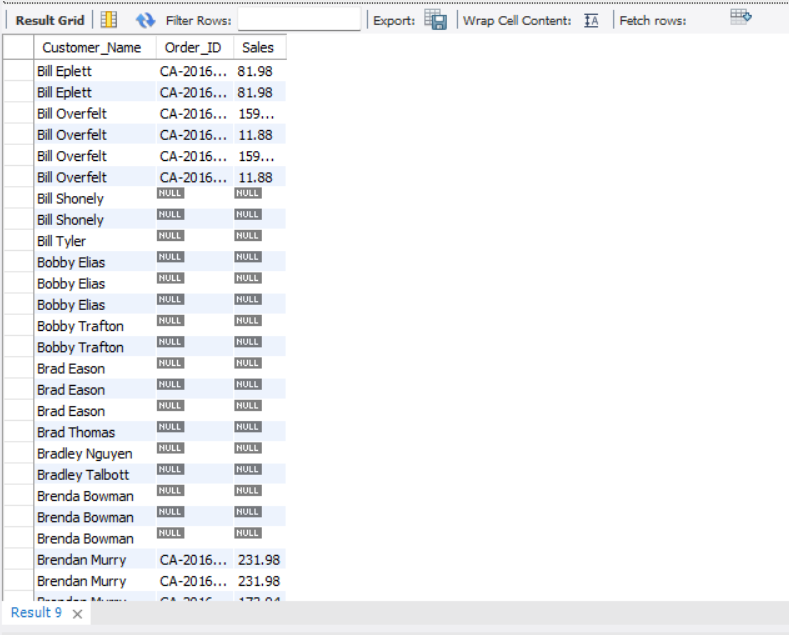 Result Grid Filter Rows: Export: Wrap Cell Content: IA Fetch rows:
Customer_Name Order_ID Sales
Bill Eplett CA-2016... 81.98
Bill Eplett CA-2016... 81.98
Bill Overfelt CA-2016... 159...
Bill Overfelt CA-2016... 11.88
Bill Overfelt CA-2016... 159...
Bill Overfelt CA-2016... 11.88
Bill Shonely NULL NULL
Bill Shonely NULL NULL
Bill Tyler NULL NULL
Bobby Elias NULL NULL
Bobby Elias NULL NULL
Bobby Elias NULL NULL
Bobby Trafton NULL NULL
Bobby Trafton NULL NULL
Brad Eason NULL NULL
Brad Eason NULL NULL
Brad Eason NULL NULL
Brad Thomas NULL NULL
Bradley Nguyen NULL NULL
Bradley Talbott NULL NULL
Brenda Bowman NULL NULL
Brenda Bowman NULL NULL
Brenda Bowman NULL NULL
Brendan Murry CA-2016... 231.98
Brendan Murry CA-2016... 231.98
Brendan Murry CA-2016...
Result 9